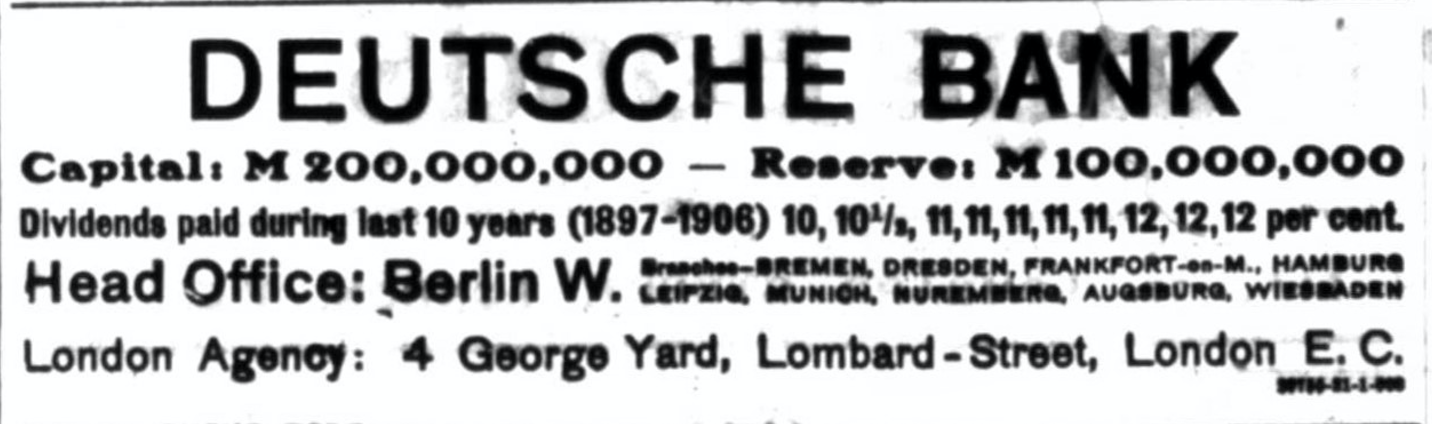 DEUTSCHE BANK
Capital: M 200,000,000 — Reserve: M 100,000,000
Dividends paid during last 10 years (1897-1906) 10, 10½, 11, 11, 11, 11, 11, 12, 12, 12 per cent.
Head Office: Berlin W. Branches—BREMEN, DRESDEN, FRANKFORT-on-M., HAMBURG
LEIPZIG, MUNICH, NUREMBERG, AUGSBURG, WIESBADEN
London Agency: 4 George Yard, Lombard-Street, London E. C.